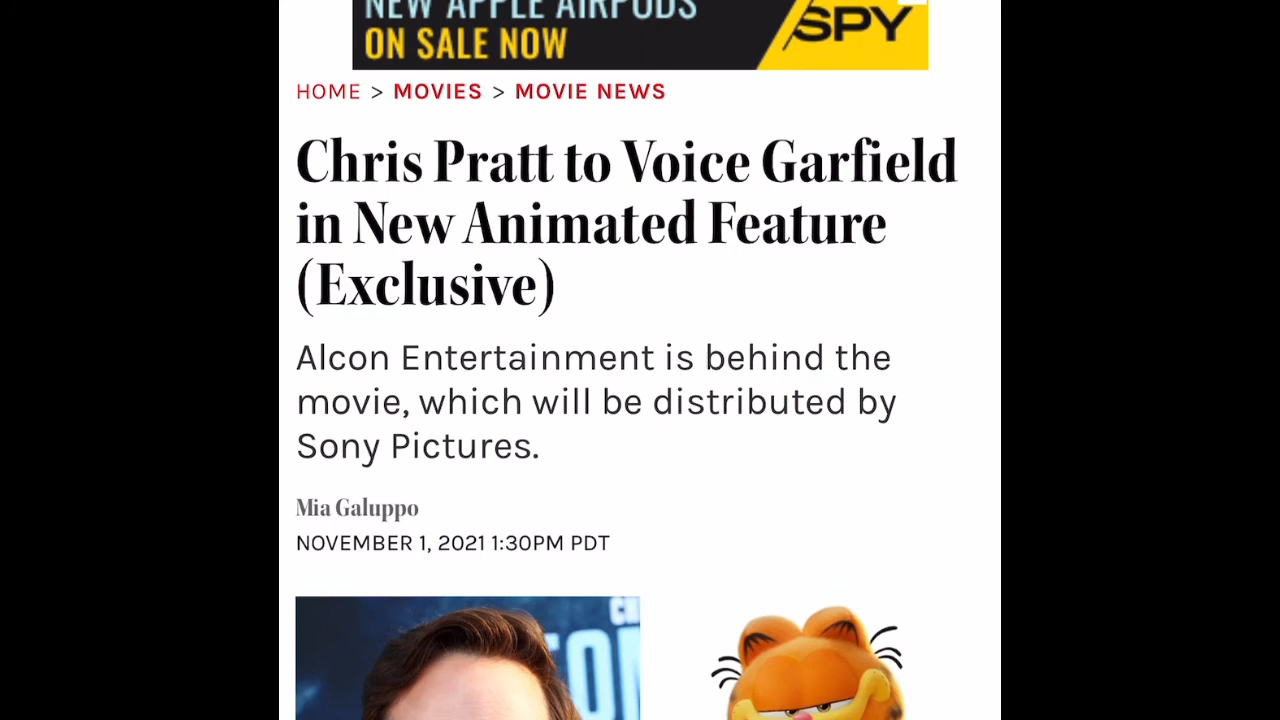 NEW APPLE AIRPODS
ON SALE NOW
SPY
HOME > MOVIES > MOVIE NEWS
Chris Pratt to Voice Garfield
in New Animated Feature
(Exclusive)
Alcon Entertainment is behind the
movie, which will be distributed by
Sony Pictures.
Mia Galuppo
NOVEMBER 1, 2021 1:30PM PDT